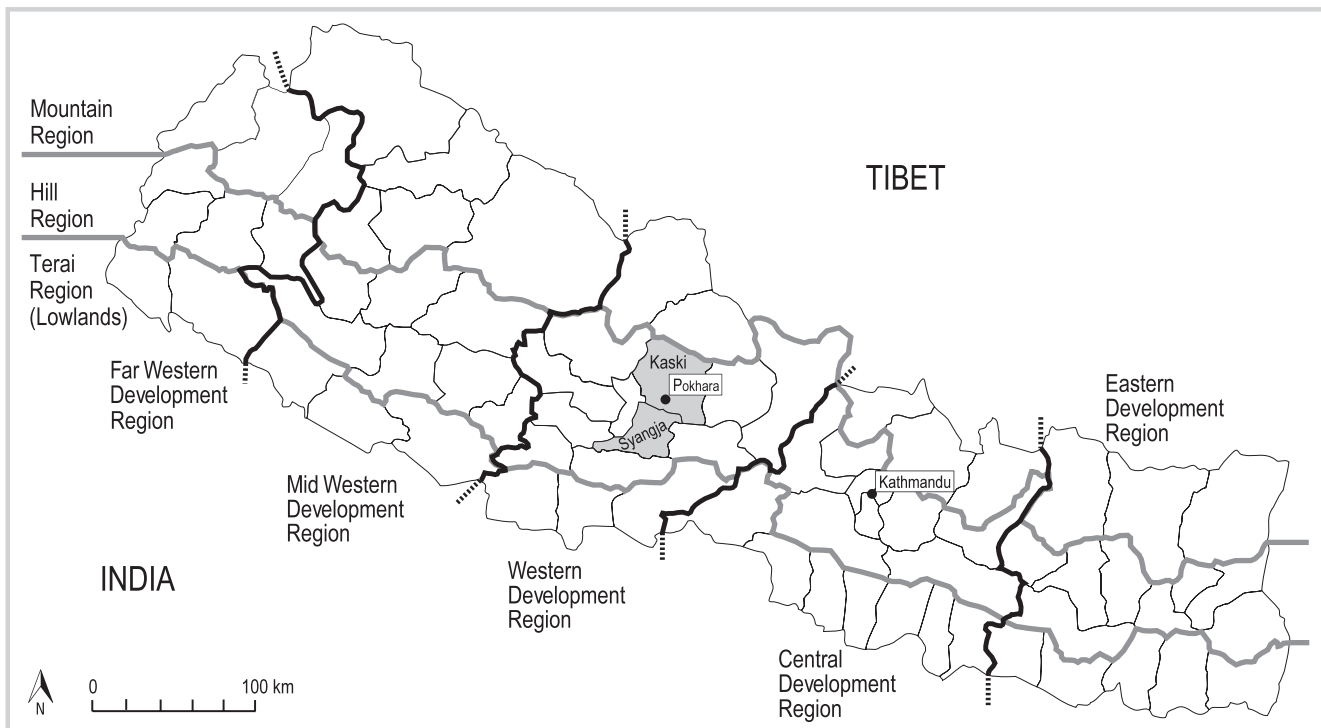 Mountain
Region
Hill
Region
Terai
Region
(Lowlands)
Far Western
Development
Region
Mid Western
Development
Region
Western
Development
Region
Central
Development
Region
Eastern
Development
Region
TIBET
INDIA
Kaski
Pokhara
Syangja
Kathmandu
N
0 100 km